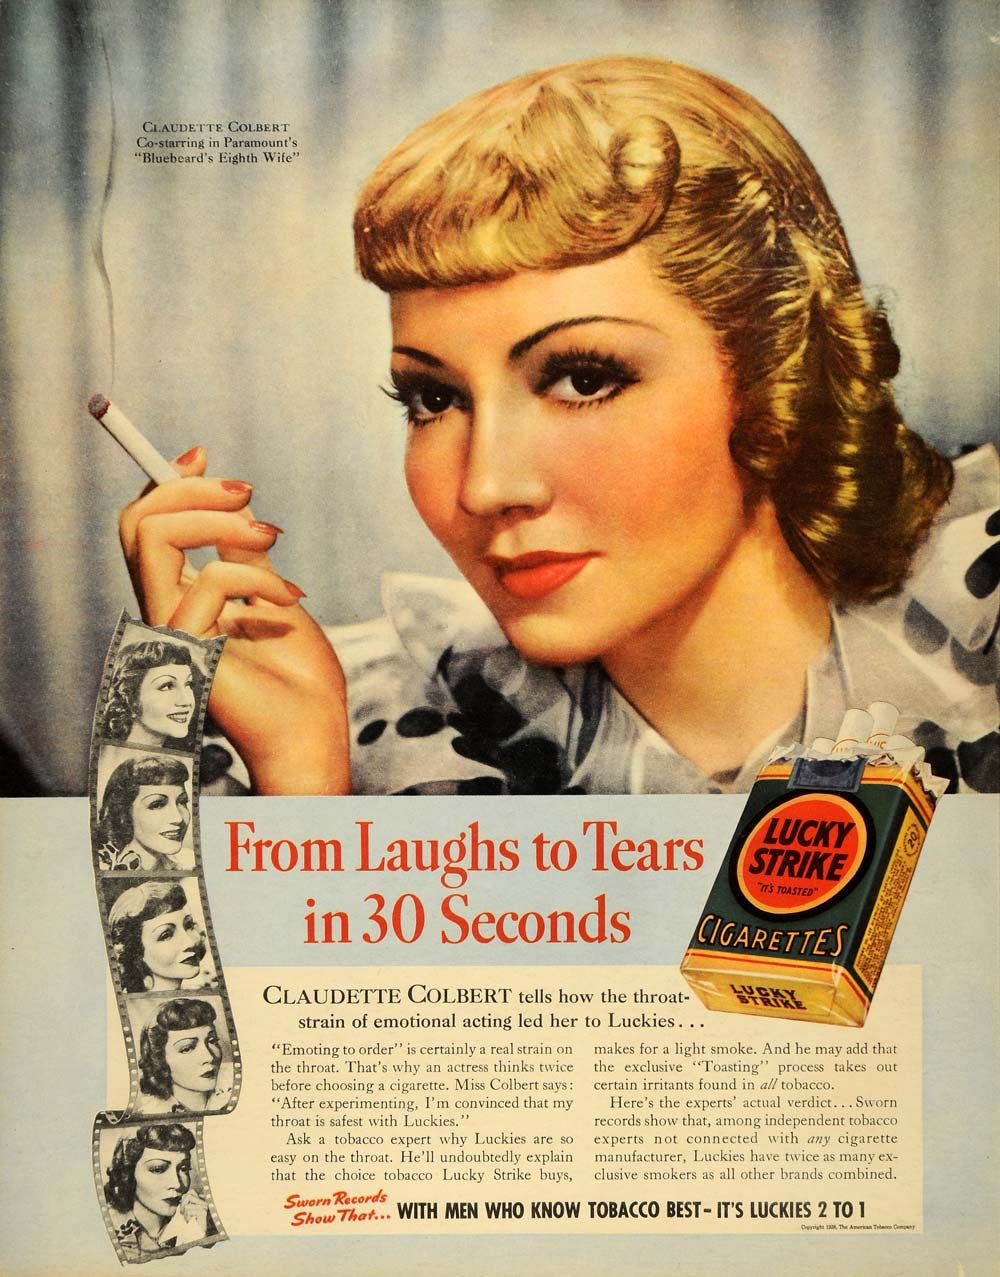 CLAUDETTE COLBERT
Co-starring in Paramount's
"Bluebeard's Eighth Wife"
LUCKY
STRIKE
"IT'S TOASTED"
CIGARETTES
LUCKY
STRIKE
20
From Laughs to Tears
in 30 Seconds
CLAUDETTE COLBERT tells how the throat-
strain of emotional acting led her to Luckies...
"Emoting to order" is certainly a real strain on
the throat. That's why an actress thinks twice
before choosing a cigarette. Miss Colbert says:
"After experimenting, I'm convinced that my
throat is safest with Luckies."
Ask a tobacco expert why Luckies are so
easy on the throat. He'll undoubtedly explain
that the choice tobacco Lucky Strike buys,
makes for a light smoke. And he may add that
the exclusive "Toasting" process takes out
certain irritants found in all tobacco.
Here's the experts' actual verdict...Sworn
records show that, among independent tobacco
experts not connected with any cigarette
manufacturer, Luckies have twice as many ex-
clusive smokers as all other brands combined.
Sworn Records
Show That...
WITH MEN WHO KNOW TOBACCO BEST-IT'S LUCKIES 2 TO 1
Copyright 1938, The American Tobacco Company